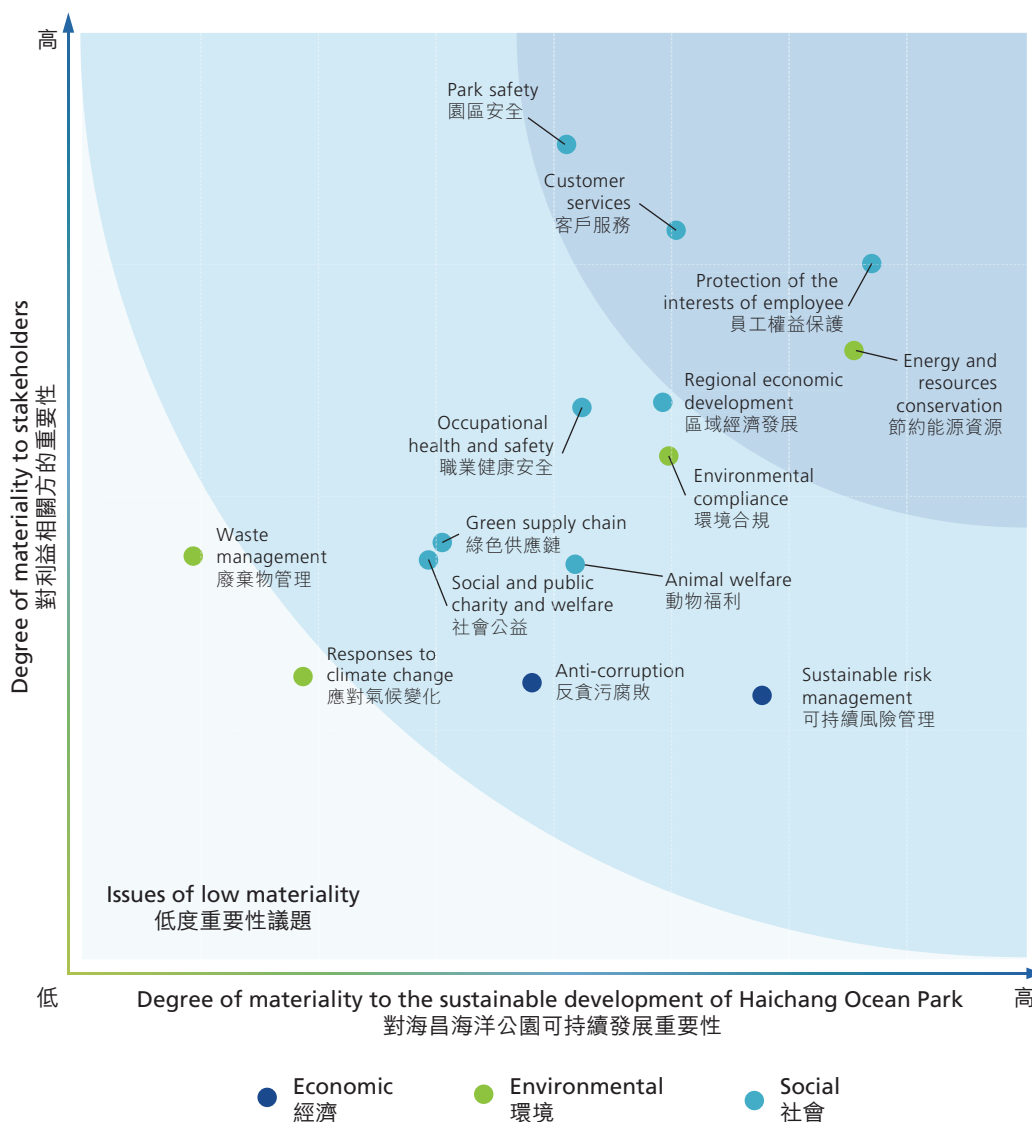 高
Park safety
園區安全
Customer
services
客戶服務
Protection of the
interests of employee
員工權益保護
Energy and
resources
conservation
節約能源資源
Regional economic
development
區域經濟發展
Occupational
health and safety
職業健康安全
Environmental
compliance
環境合規
Green supply chain
綠色供應鏈
Waste
management
廢棄物管理
Social and public
charity and welfare
社會公益
Animal welfare
動物福利
Responses to
climate change
應對氣候變化
Anti-corruption
反貪污腐敗
Sustainable risk
management
可持續風險管理
Degree of materiality to stakeholders
對利益相關方的重要性
Issues of low materiality
低度重要性議題
低
高
Degree of materiality to the sustainable development of Haichang Ocean Park
對海昌海洋公園可持續發展重要性
Economic
經濟
Environmental
環境
Social
社會